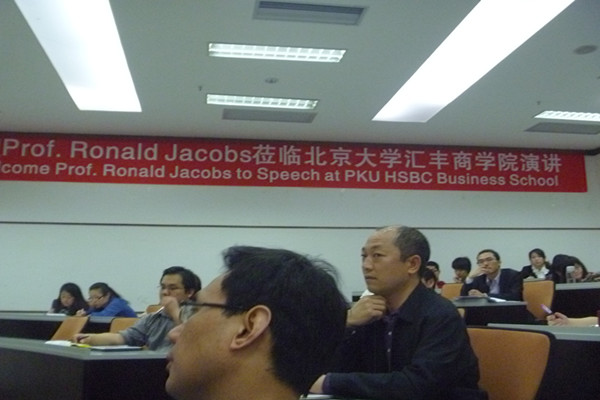 Prof. Ronald Jacobs莅临北京大学汇丰商学院演讲
come Prof. Ronald Jacobs to Speech at PKU HSBC Business School